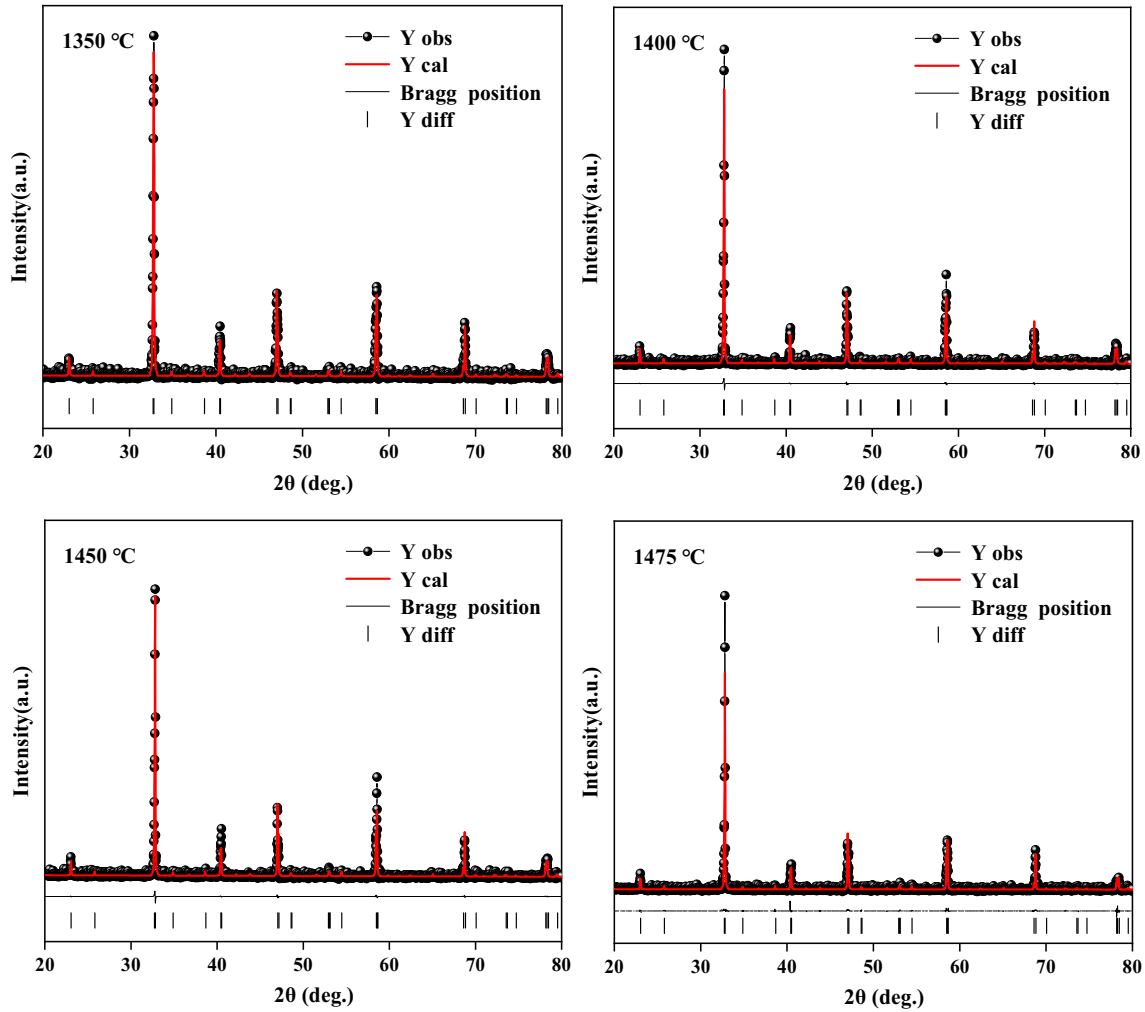 1350 ℃
Y obs
Y cal
Bragg position
Y diff
Intensity(a.u.)
20 30 40 50 60 70 80
2θ (deg.)
1400 ℃
Y obs
Y cal
Bragg position
Y diff
Intensity(a.u.)
20 30 40 50 60 70 80
2θ (deg.)
1450 ℃
Y obs
Y cal
Bragg position
Y diff
Intensity(a.u.)
20 30 40 50 60 70 80
2θ (deg.)
1475 ℃
Y obs
Y cal
Bragg position
Y diff
Intensity(a.u.)
20 30 40 50 60 70 80
2θ (deg.)